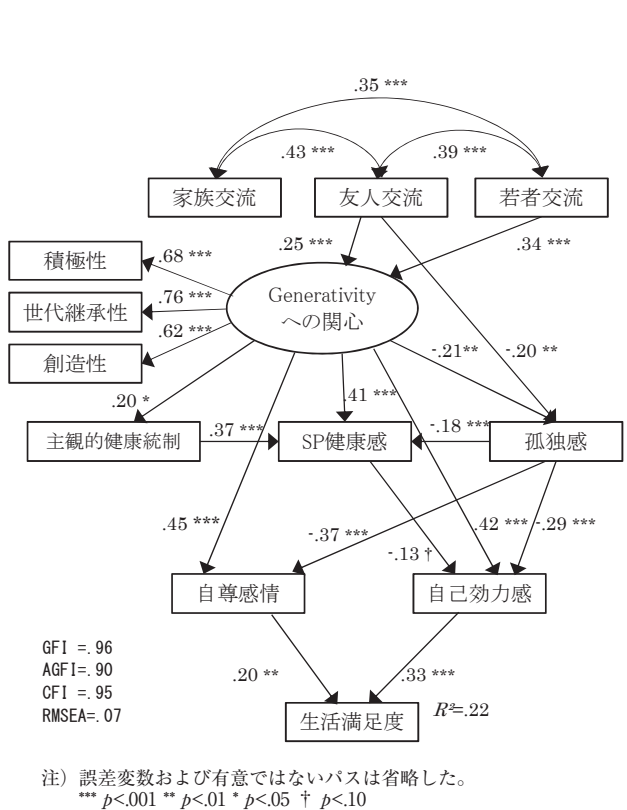 .35 ***
.43 ***
.39 ***
家族交流
友人交流
若者交流
.25 ***
.34 ***
積極性
.68 ***
Generativity
への関心
世代継承性
.76 ***
.62 ***
創造性
-.21**
-.20 **
.20 *
.41 ***
主観的健康統制
.37 ***
SP健康感
-.18 ***
孤独感
.45 ***
-.37 ***
.42 ***
-.29 ***
-.13 †
自尊感情
自己効力感
GFI =.96
AGFI=.90
CFI =.95
RMSEA=.07
.20 **
.33 ***
生活満足度
R²=.22
注）誤差変数および有意ではないパスは省略した。
*** p<.001 ** p<.01 * p<.05 † p<.10